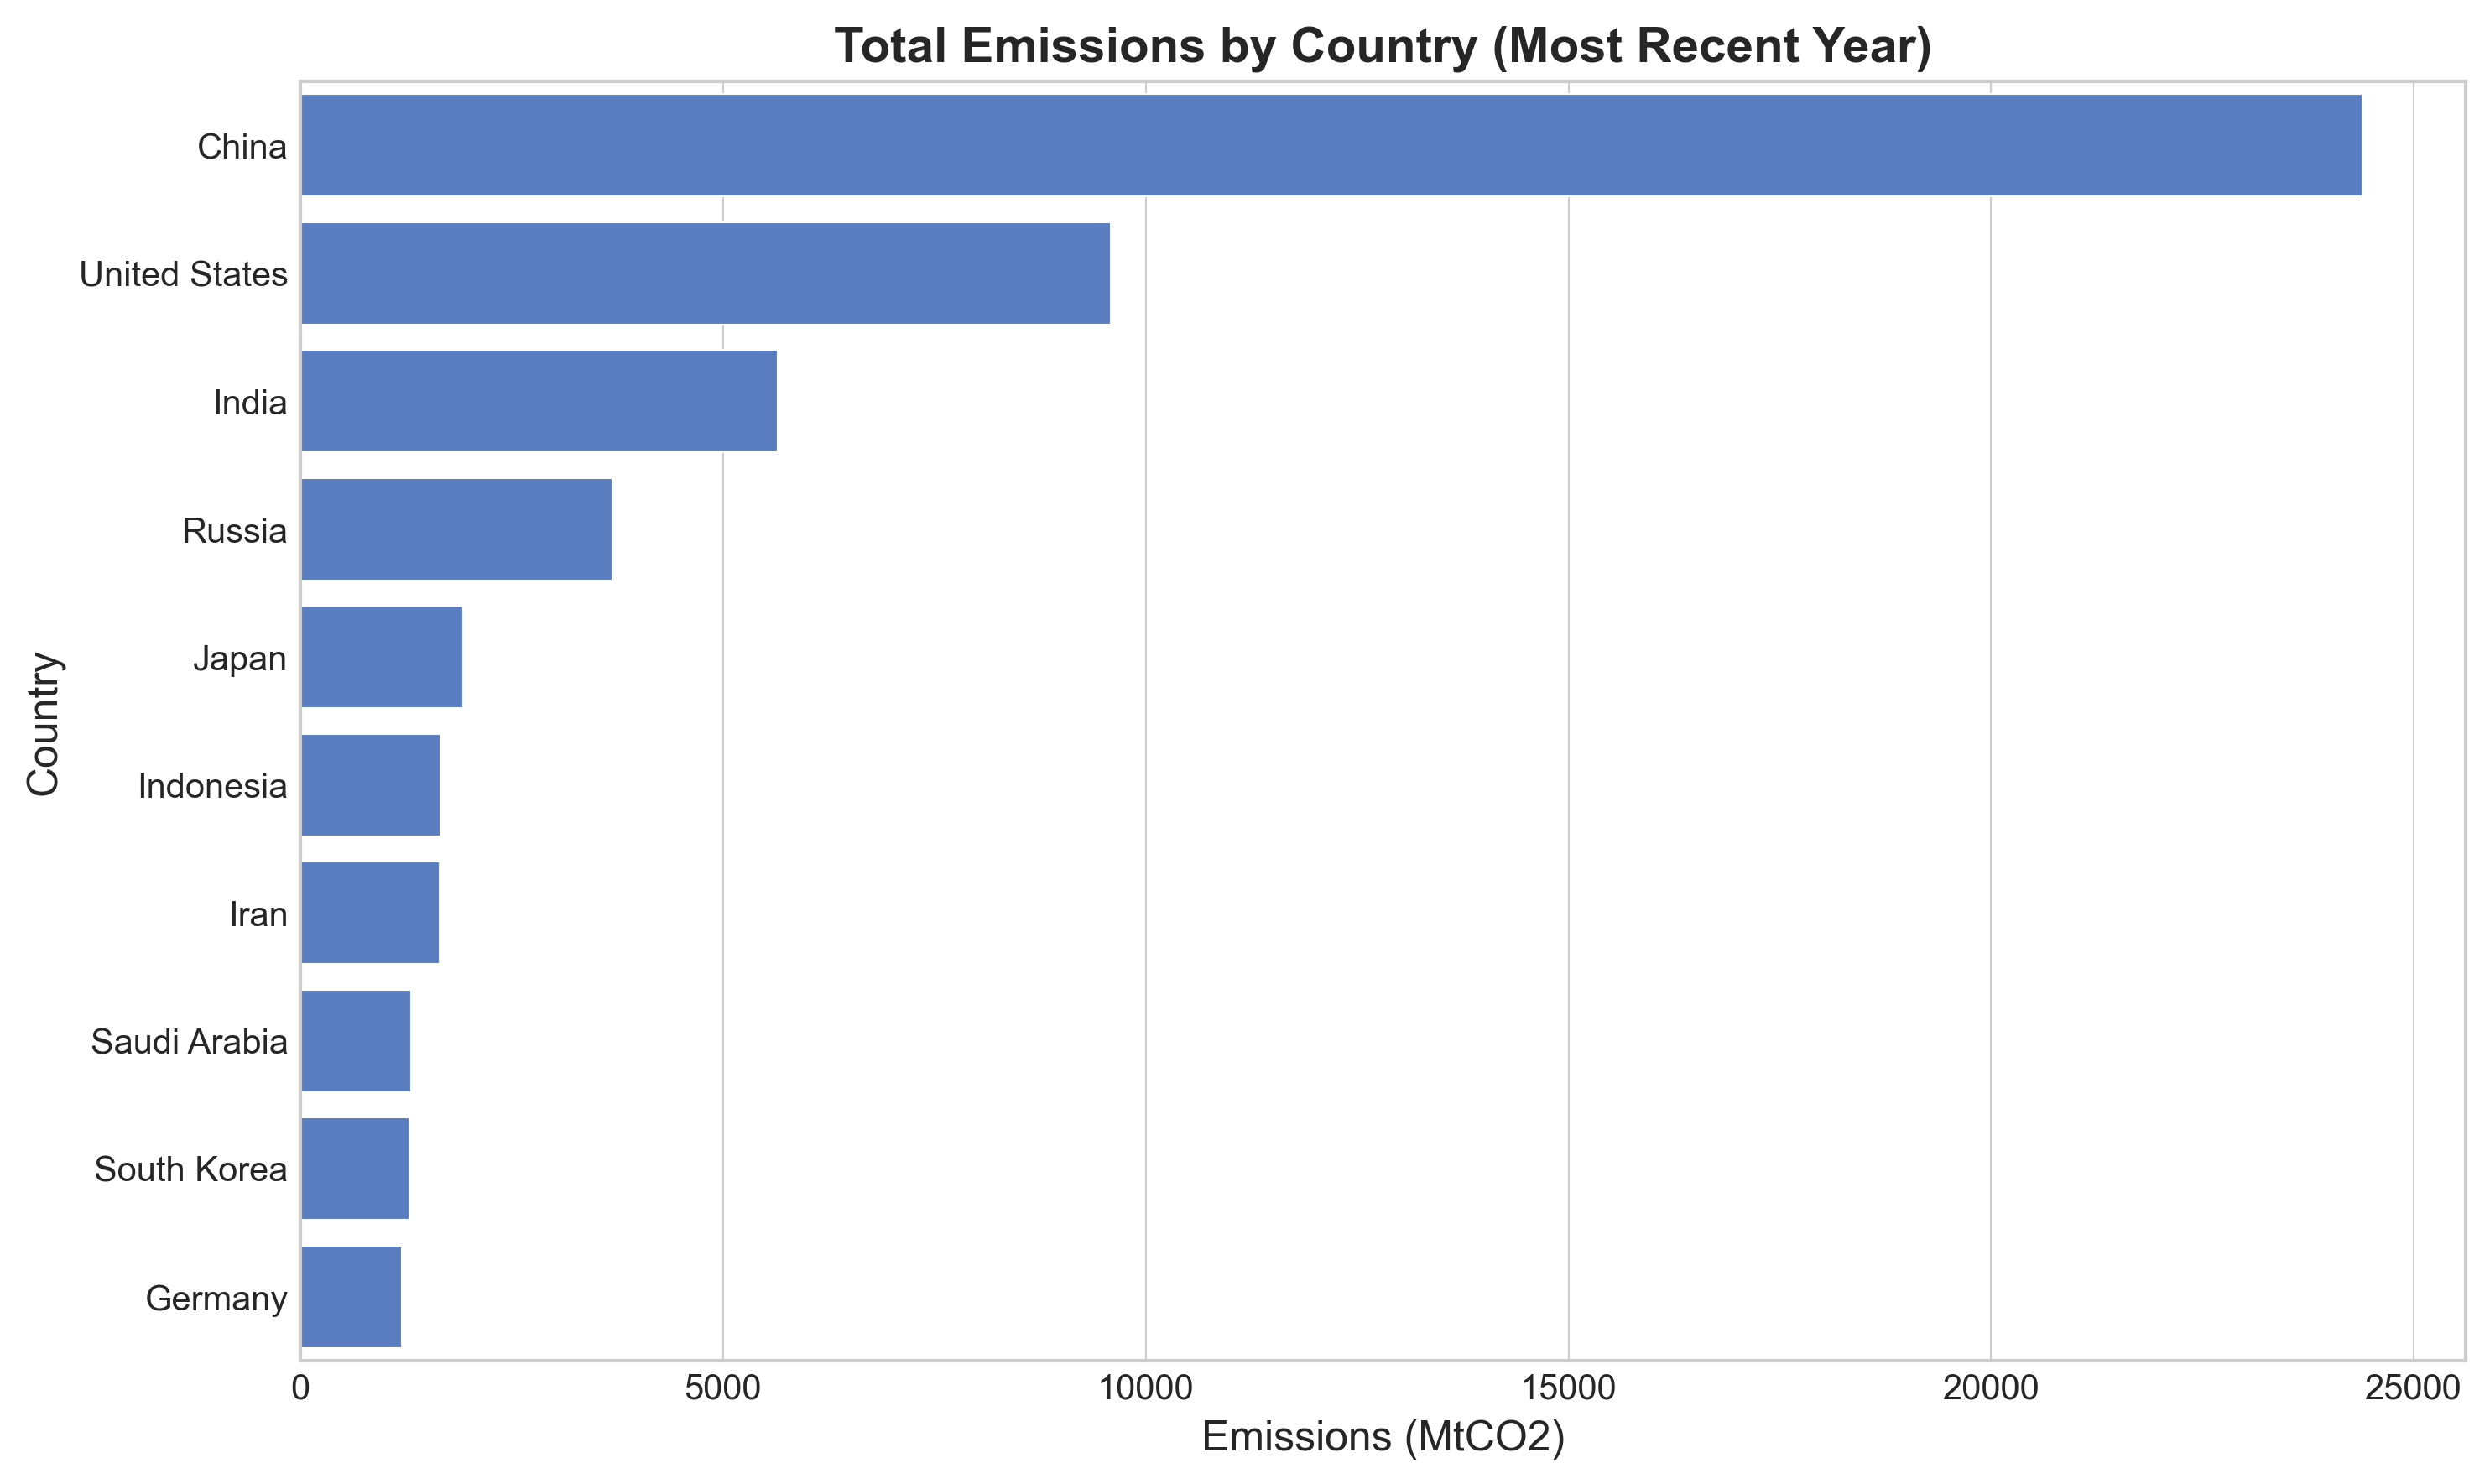 Total Emissions by Country (Most Recent Year)
China
United States
India
Russia
Japan
Indonesia
Iran
Saudi Arabia
South Korea
Germany
Country
0 5000 10000 15000 20000 25000
Emissions (MtCO2)